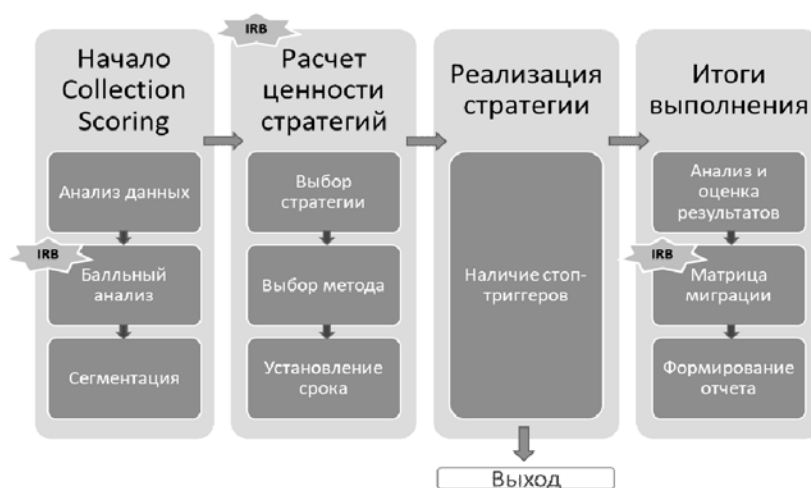 IRB
Начало
Collection
Scoring
Анализ данных
IRB
Балльный
анализ
Сегментация
Расчет
ценности
стратегий
Выбор
стратегии
Выбор метода
Установление
срока
Реализация
стратегии
Наличие стоп-
триггеров
Выход
Итоги
выполнения
Анализ и
оценка
результатов
IRB
Матрица
миграции
Формирование
отчета